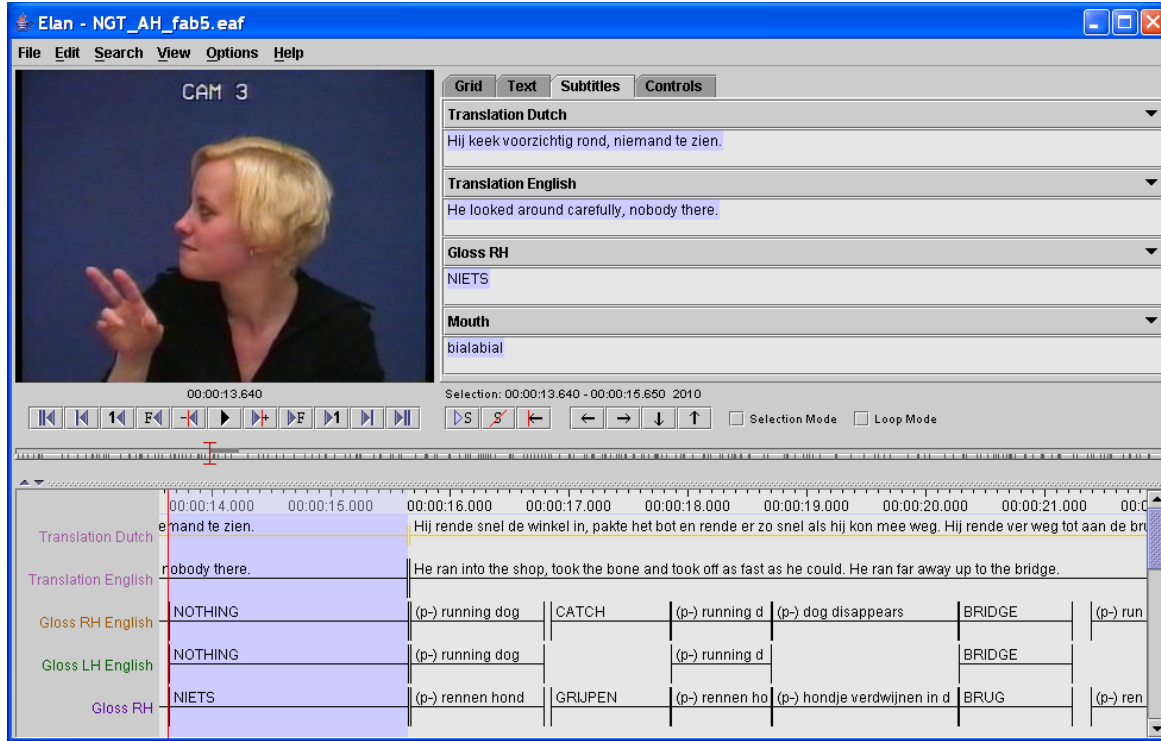 Elan - NGT_AH_fab5.eaf
File Edit Search View Options Help
CAM 3
Grid Text Subtitles Controls
Translation Dutch
Hij keek voorzichtig rond, niemand te zien.
Translation English
He looked around carefully, nobody there.
Gloss RH
NIETS
Mouth
bialabial
00:00:13.640
Selection: 00:00:13.640 - 00:00:15.650 2010
1 F F 1 S S Selection Mode Loop Mode
00:00:14.000 00:00:15.000 00:00:16.000 00:00:17.000 00:00:18.000 00:00:19.000 00:00:20.000 00:00:21.000 00:0
Translation Dutch emand te zien. Hij rende snel de winkel in, pakte het bot en rende er zo snel als hij kon mee weg. Hij rende ver weg tot aan de bru
Translation English nobody there. He ran into the shop, took the bone and took off as fast as he could. He ran far away up to the bridge.
Gloss RH English NOTHING (p-) running dog CATCH (p-) running d (p-) dog disappears BRIDGE (p-) run
Gloss LH English NOTHING (p-) running dog (p-) running d BRIDGE
Gloss RH NIETS (p-) rennen hond GRIJPEN (p-) rennen ho (p-) hondje verdwijnen in d BRUG (p-) ren